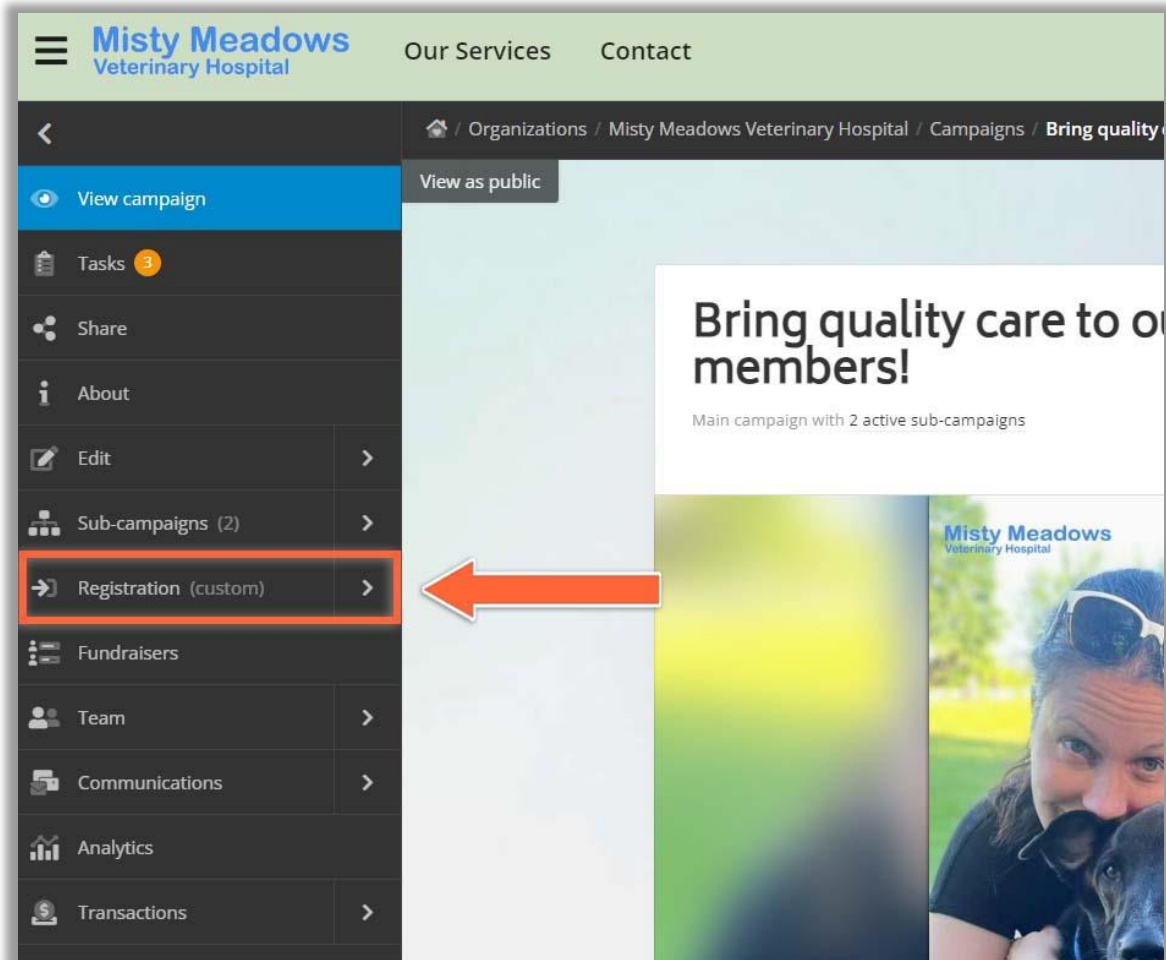 Misty Meadows
Veterinary Hospital
Our Services Contact
/ Organizations / Misty Meadows Veterinary Hospital / Campaigns / Bring quality
View campaign
View as public
Tasks 3
Share
About
Edit
Sub-campaigns (2)
Registration (custom)
Fundraisers
Team
Communications
Analytics
Transactions
Bring quality care to
members!
Main campaign with 2 active sub-campaigns
Misty Meadows
Veterinary Hospital